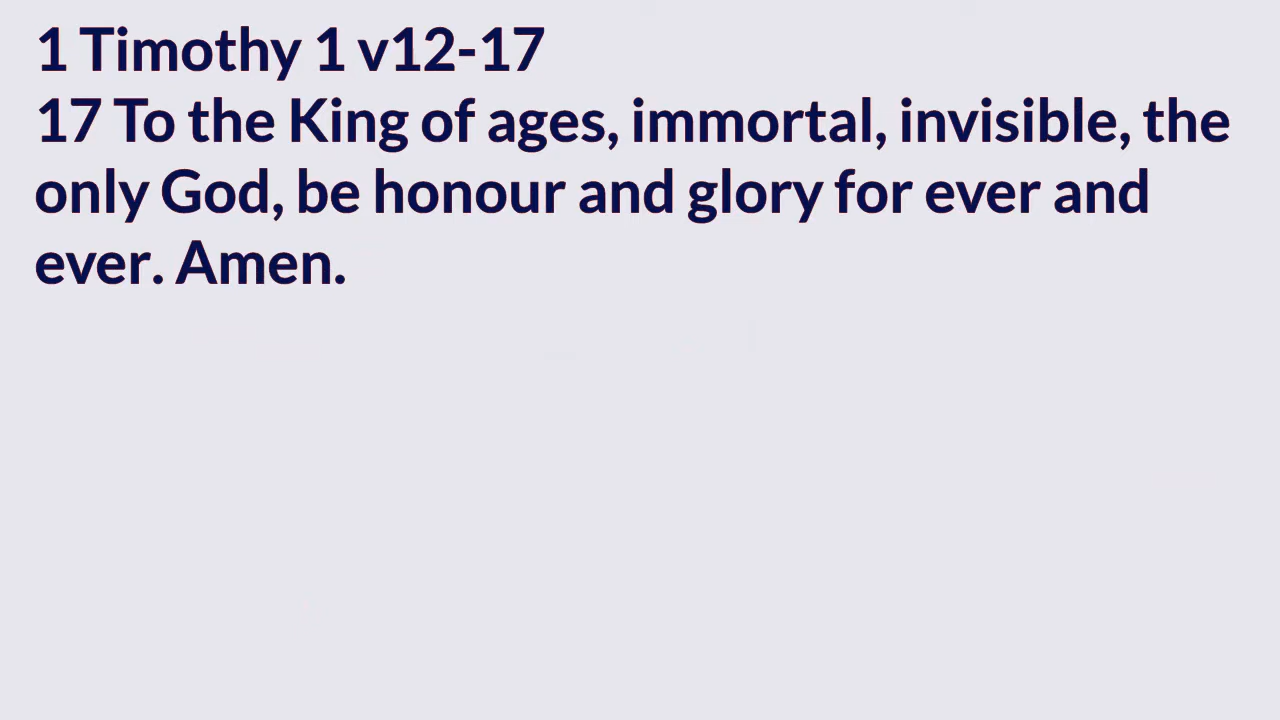 1 Timothy 1 v12-17
17 To the King of ages, immortal, invisible, the
only God, be honour and glory for ever and
ever. Amen.